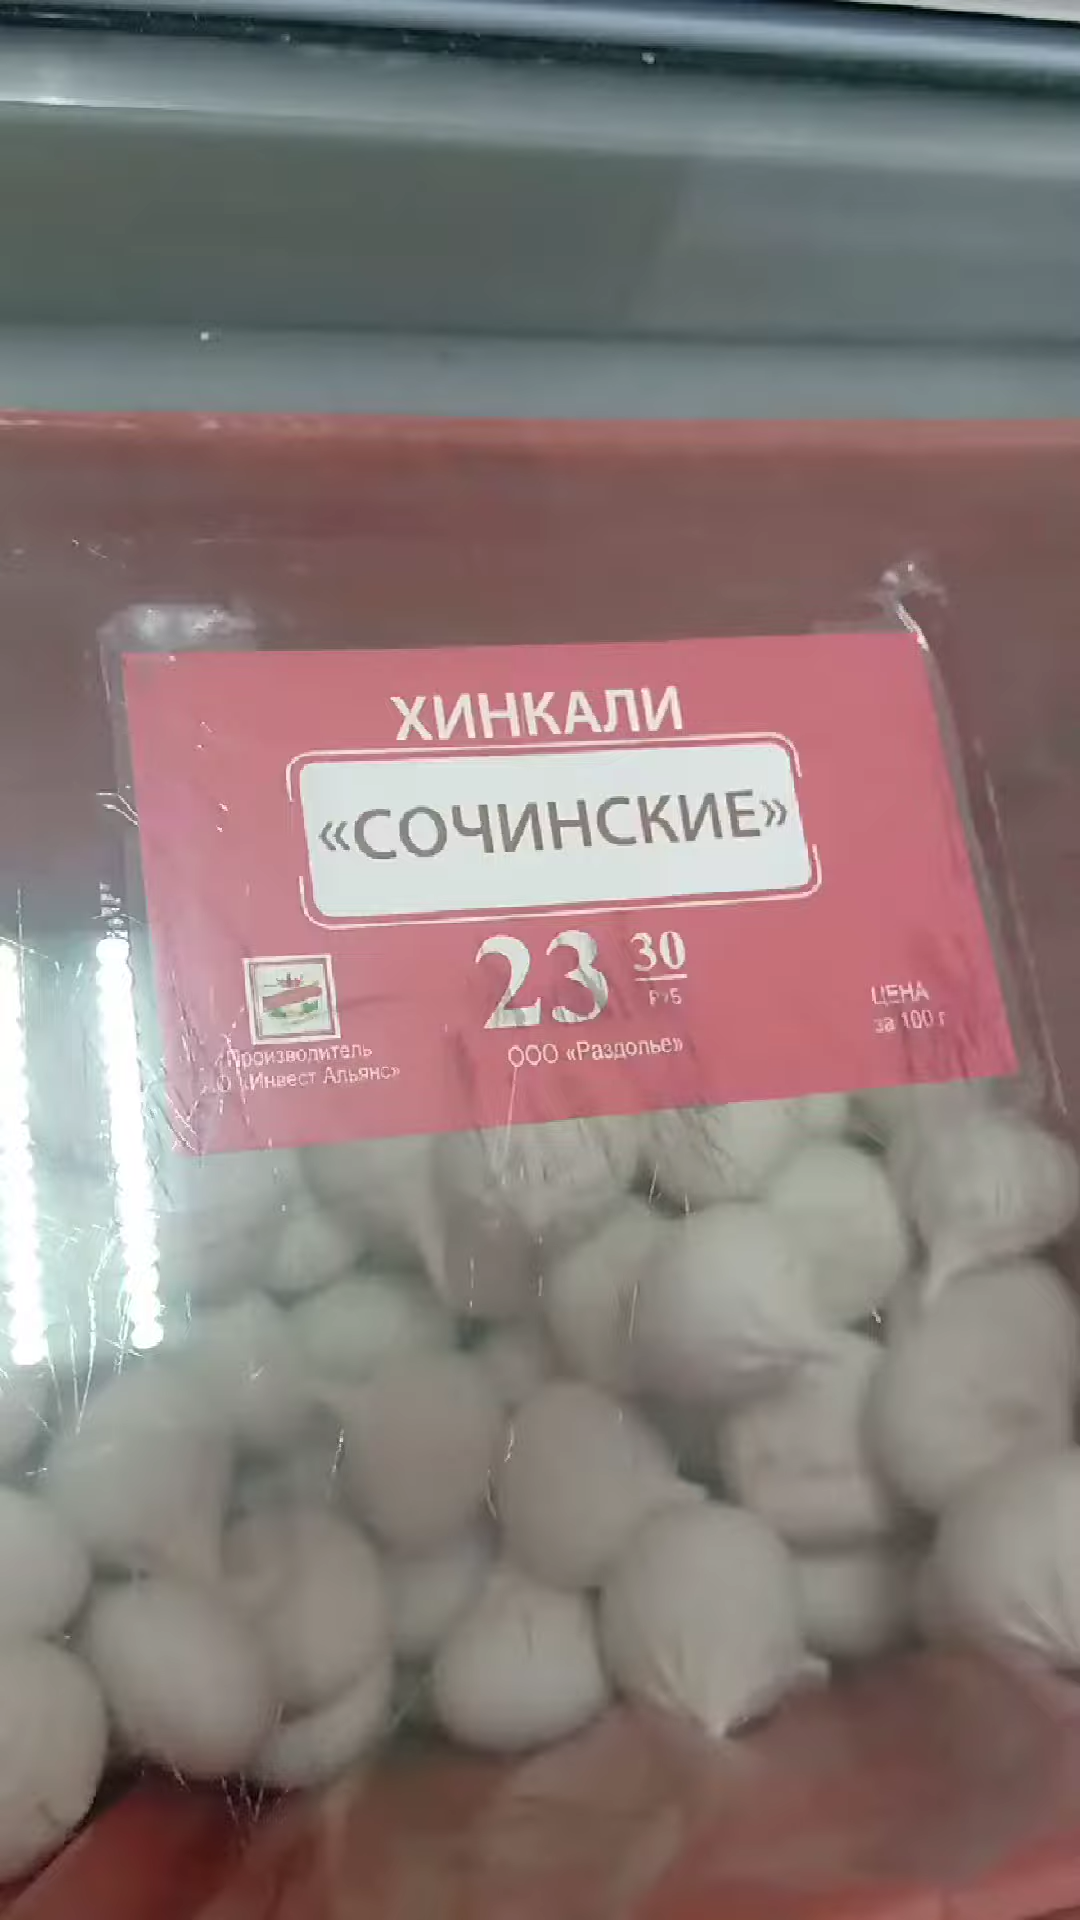 ХИНКАЛИ
«СОЧИНСКИЕ»
23 30
РУБ
ЦЕНА
за 100 г
Производитель
«Инвест Альянс»
ООО «Раздолье»